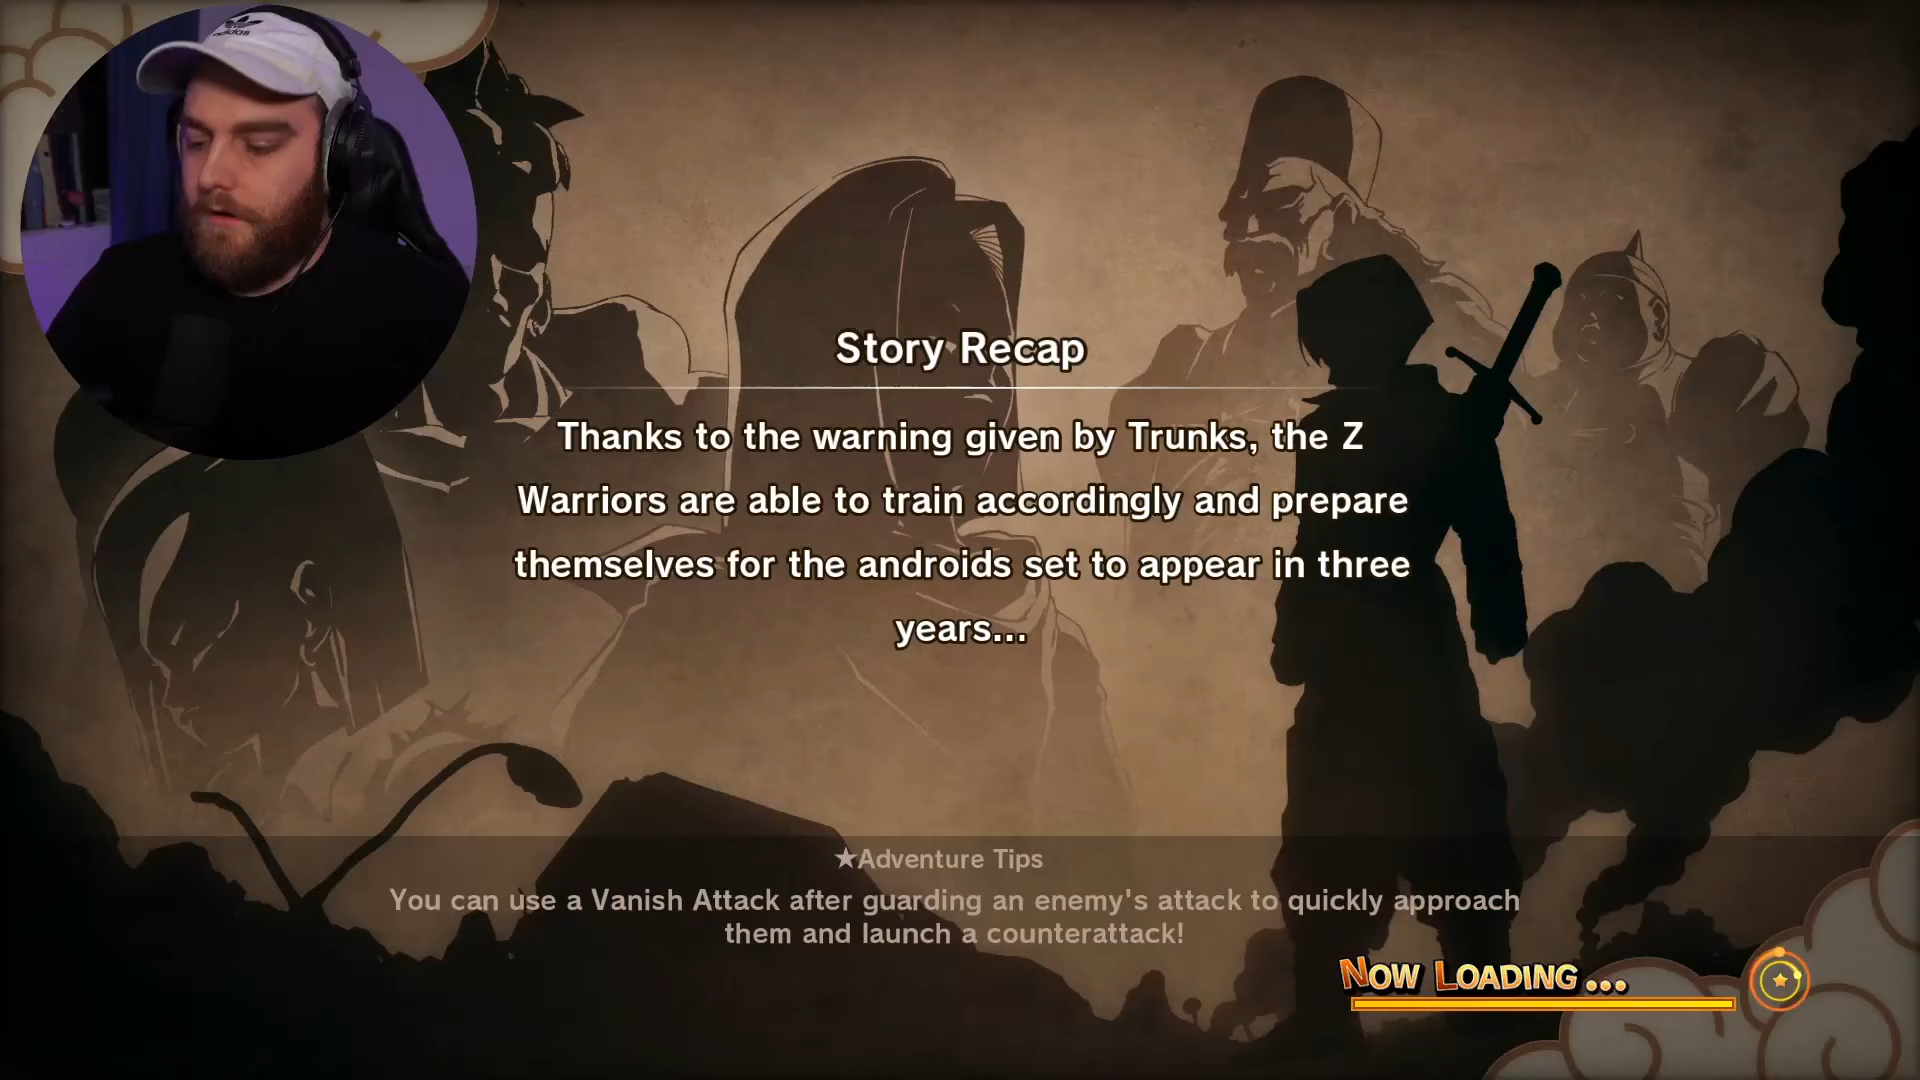 adidas
Story Recap
Thanks to the warning given by Trunks, the Z
Warriors are able to train accordingly and prepare
themselves for the androids set to appear in three
years...
★Adventure Tips
You can use a Vanish Attack after guarding an enemy's attack to quickly approach
them and launch a counterattack!
NOW LOADING...